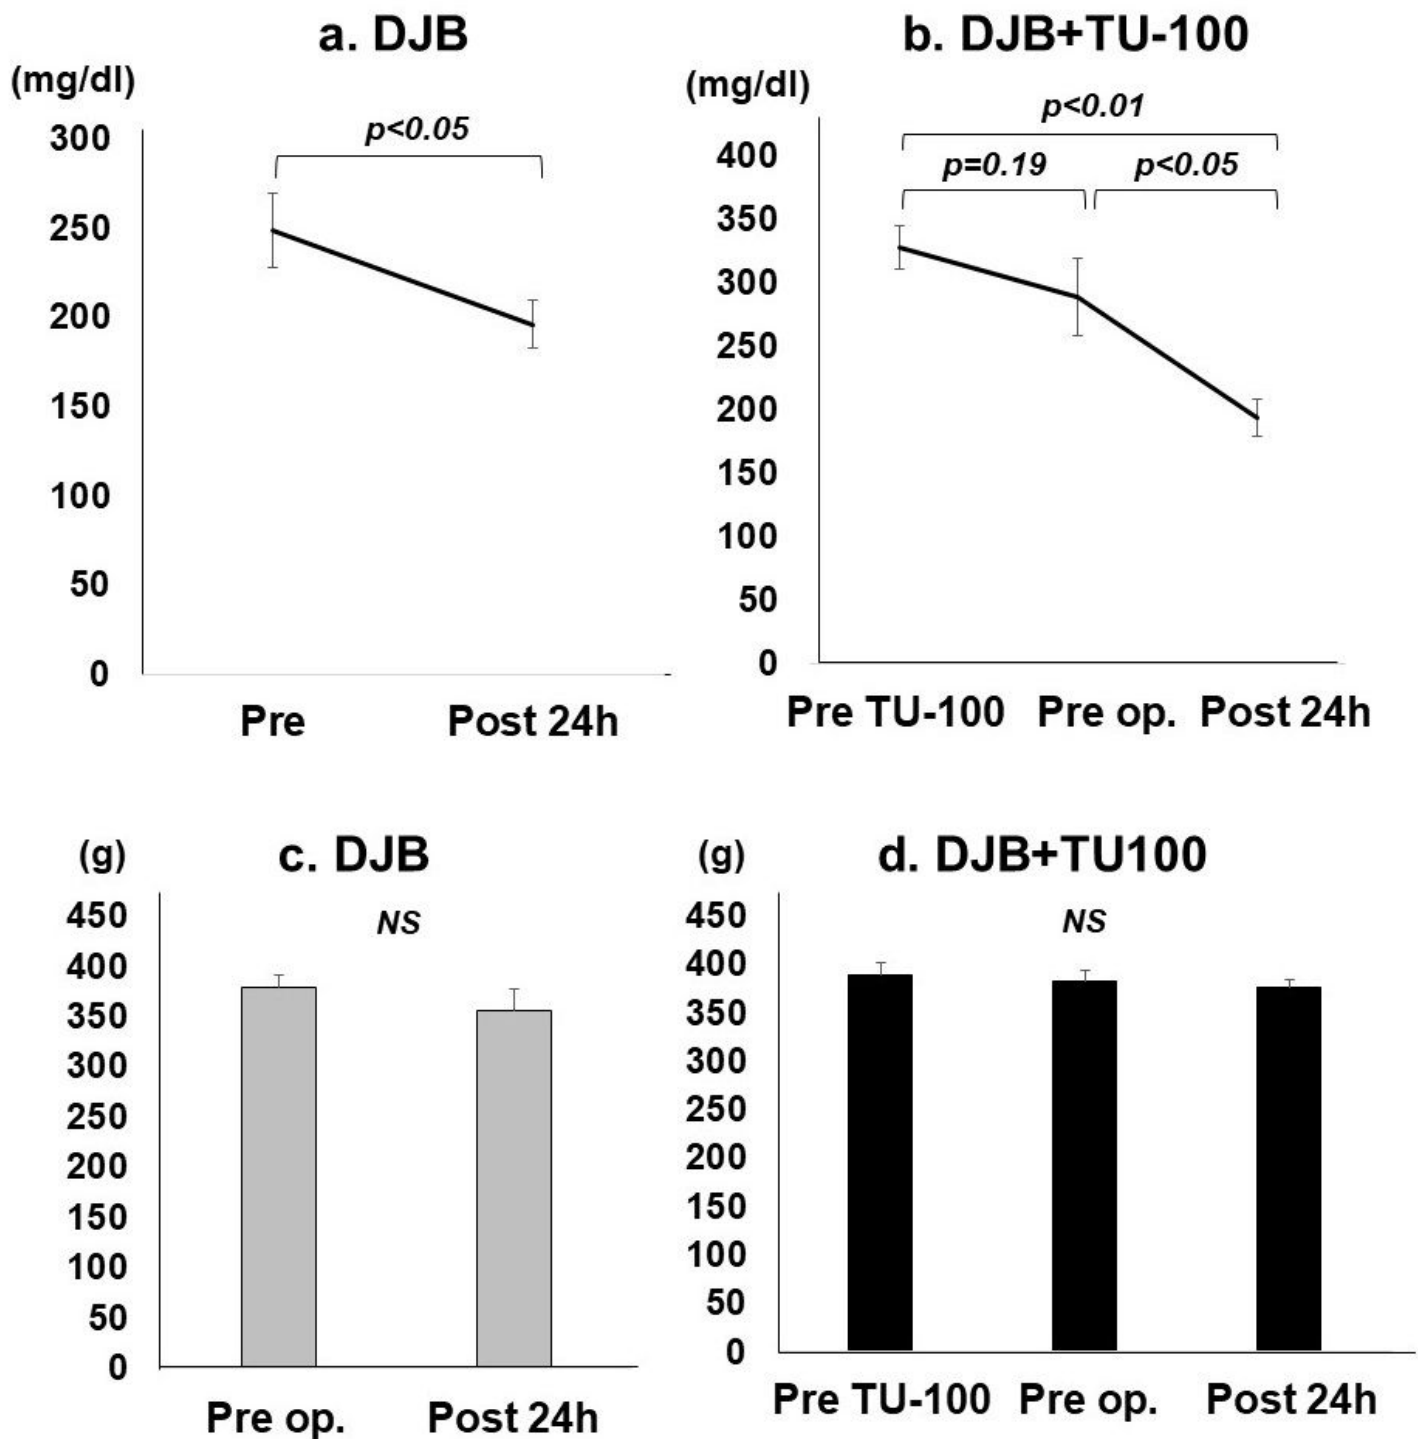 a. DJB
(mg/dl)
300
250
200
150
100
50
0
p<0.05
Pre Post 24h
b. DJB+TU-100
(mg/dl)
400
350
300
250
200
150
100
50
0
p<0.01
p=0.19 p<0.05
Pre TU-100 Pre op. Post 24h
c. DJB
(g)
450
400
350
300
250
200
150
100
50
0
NS
Pre op. Post 24h
d. DJB+TU100
(g)
450
400
350
300
250
200
150
100
50
0
NS
Pre TU-100 Pre op. Post 24h